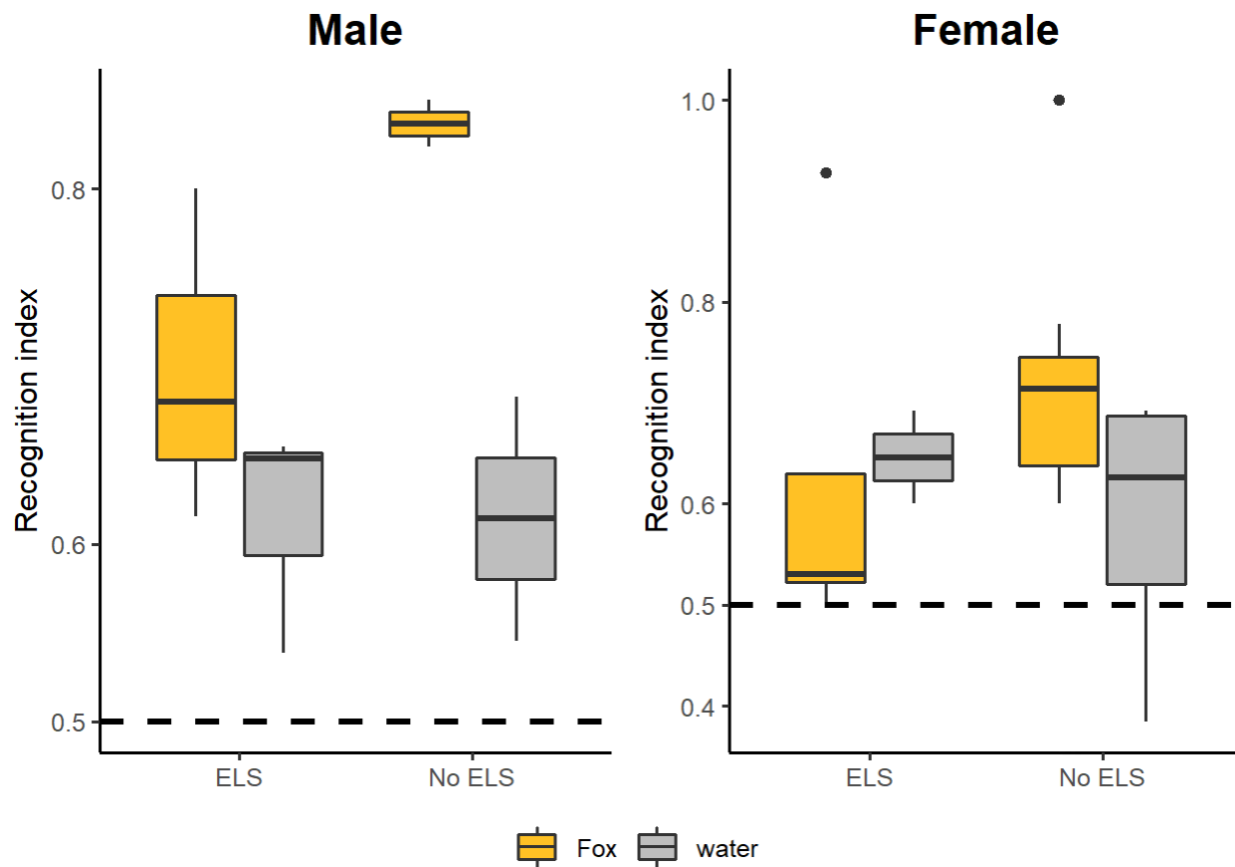 Male
Female
Recognition index
0.8
0.6
0.5
ELS
No ELS
Recognition index
1.0
0.8
0.6
0.5
0.4
ELS
No ELS
Fox
water